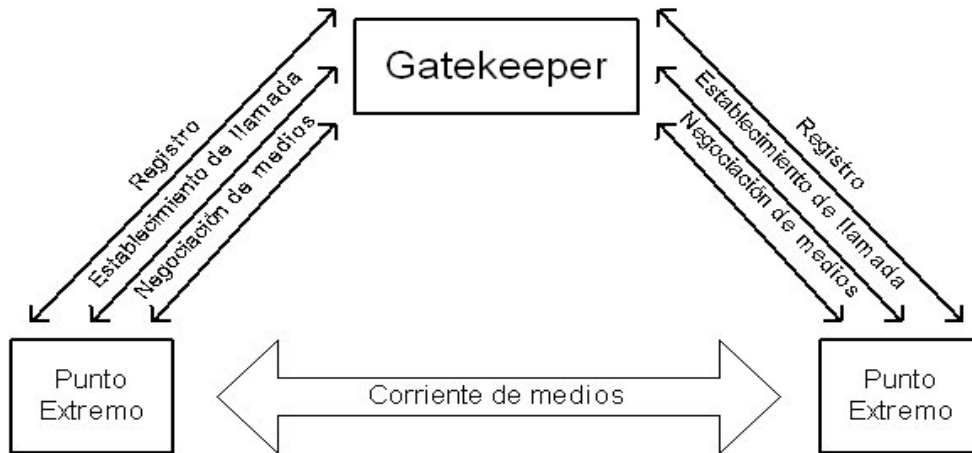 Gatekeeper
Registro
Establecimiento de llamada
Negociación de medios
Negociación de medios
Establecimiento de llamada
Registro
Punto
Extremo
Corriente de medios
Punto
Extremo